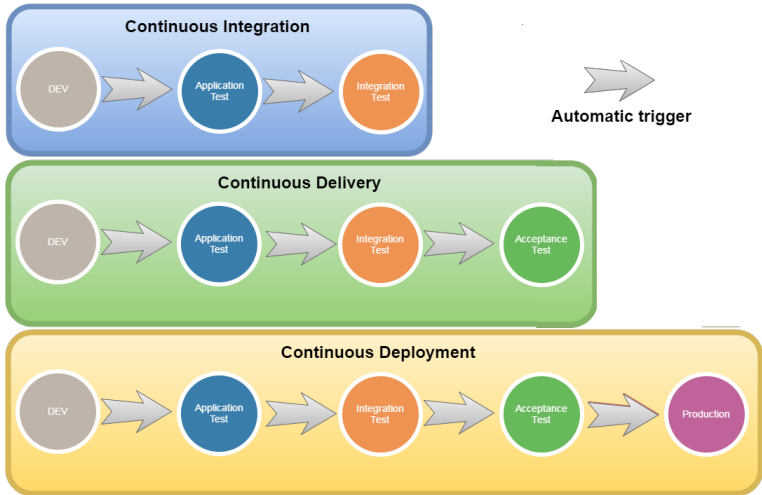 Continuous Integration
DEV
Application
Test
Integration
Test
Automatic trigger
Continuous Delivery
DEV
Application
Test
Integration
Test
Acceptance
Test
Continuous Deployment
DEV
Application
Test
Integration
Test
Acceptance
Test
Production